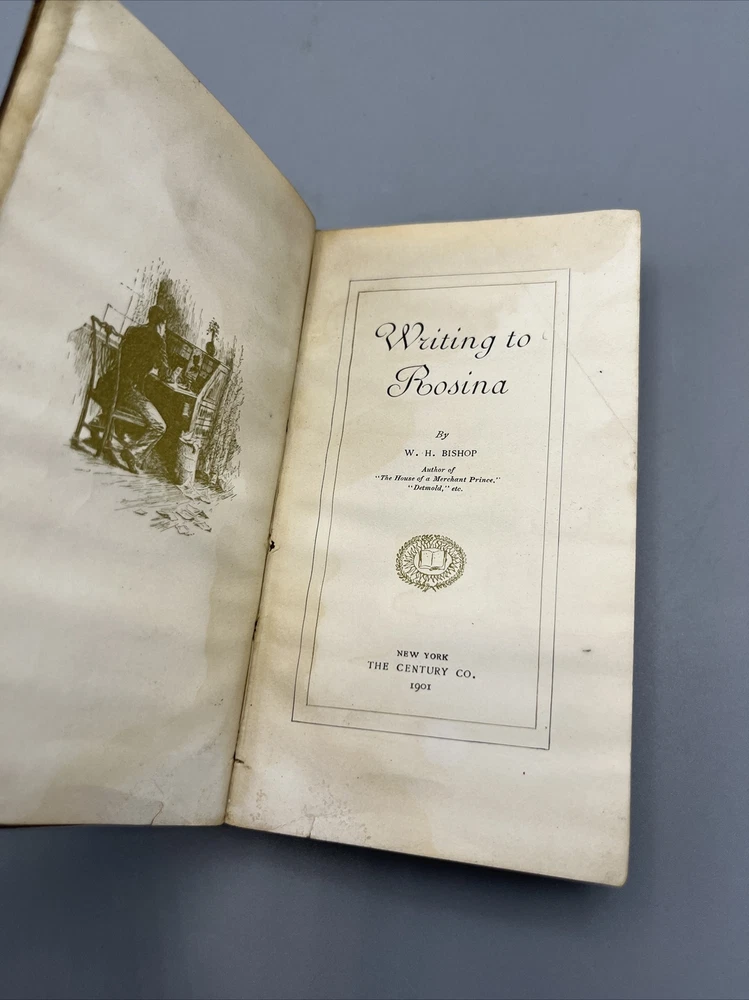 Writing to
Rosina
By
W. H. BISHOP
Author of
"The House of a Merchant Prince,"
"Detmold," etc.
NEW YORK
THE CENTURY CO.
1901